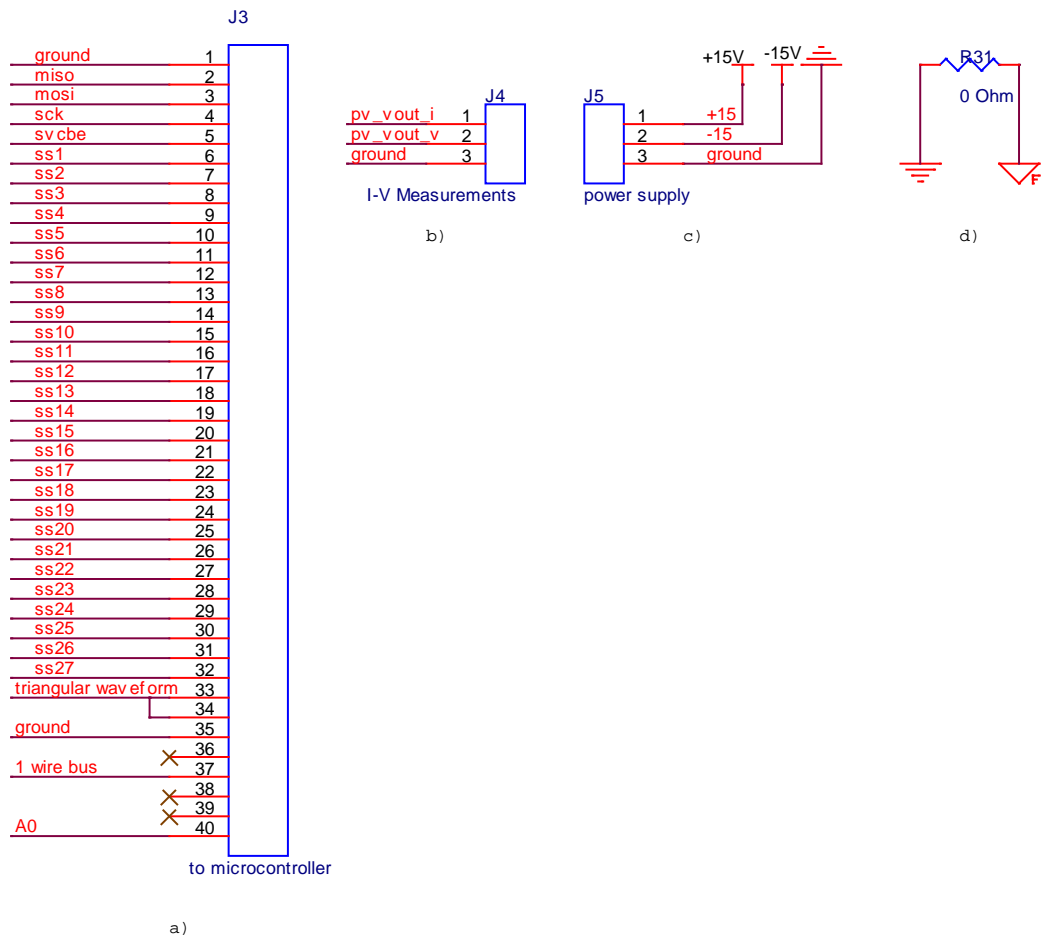 J3
ground 1
miso 2
mosi 3
sck 4
svcbe 5
ss1 6
ss2 7
ss3 8
ss4 9
ss5 10
ss6 11
ss7 12
ss8 13
ss9 14
ss10 15
ss11 16
ss12 17
ss13 18
ss14 19
ss15 20
ss16 21
ss17 22
ss18 23
ss19 24
ss20 25
ss21 26
ss22 27
ss23 28
ss24 29
ss25 30
ss26 31
ss27 32
triangular waveform 33
34
ground 35
36
1 wire bus 37
38
39
A0 40
to microcontroller
a)
J4
pv_vout_i 1
pv_vout_v 2
ground 3
I-V Measurements
b)
+15V -15V
J5
1 +15
2 -15
3 ground
power supply
c)
R31
0 Ohm
F
d)